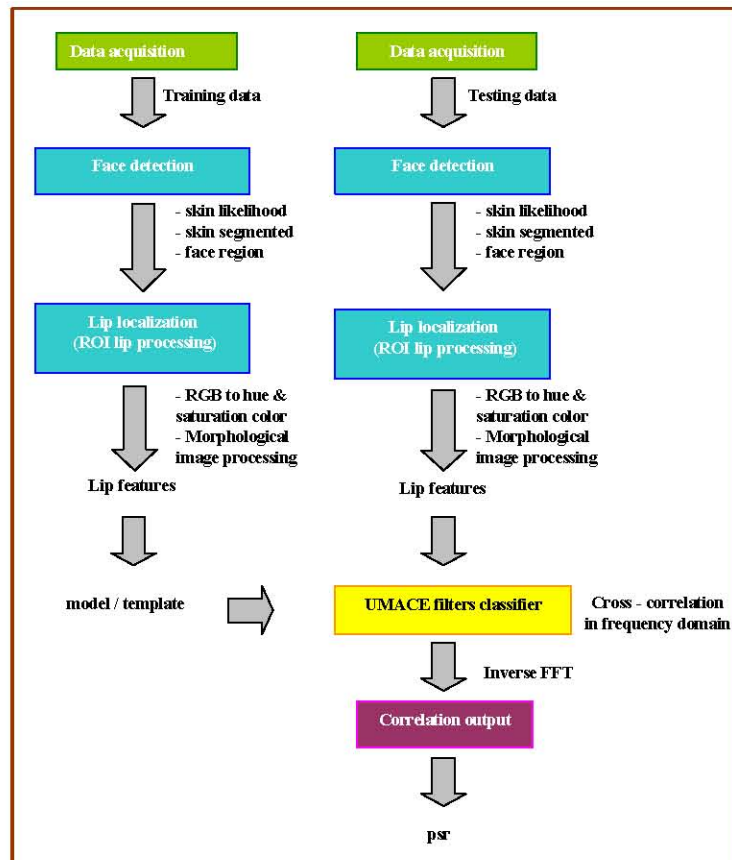 Data acquisition
Training data
Face detection
- skin likelihood
- skin segmented
- face region
Lip localization
(ROI lip processing)
- RGB to hue &
saturation color
- Morphological
image processing
Lip features
model / template
Data acquisition
Testing data
Face detection
- skin likelihood
- skin segmented
- face region
Lip localization
(ROI lip processing)
- RGB to hue &
saturation color
- Morphological
image processing
Lip features
UMACE filters classifier
Cross - correlation
in frequency domain
Inverse FFT
Correlation output
psr